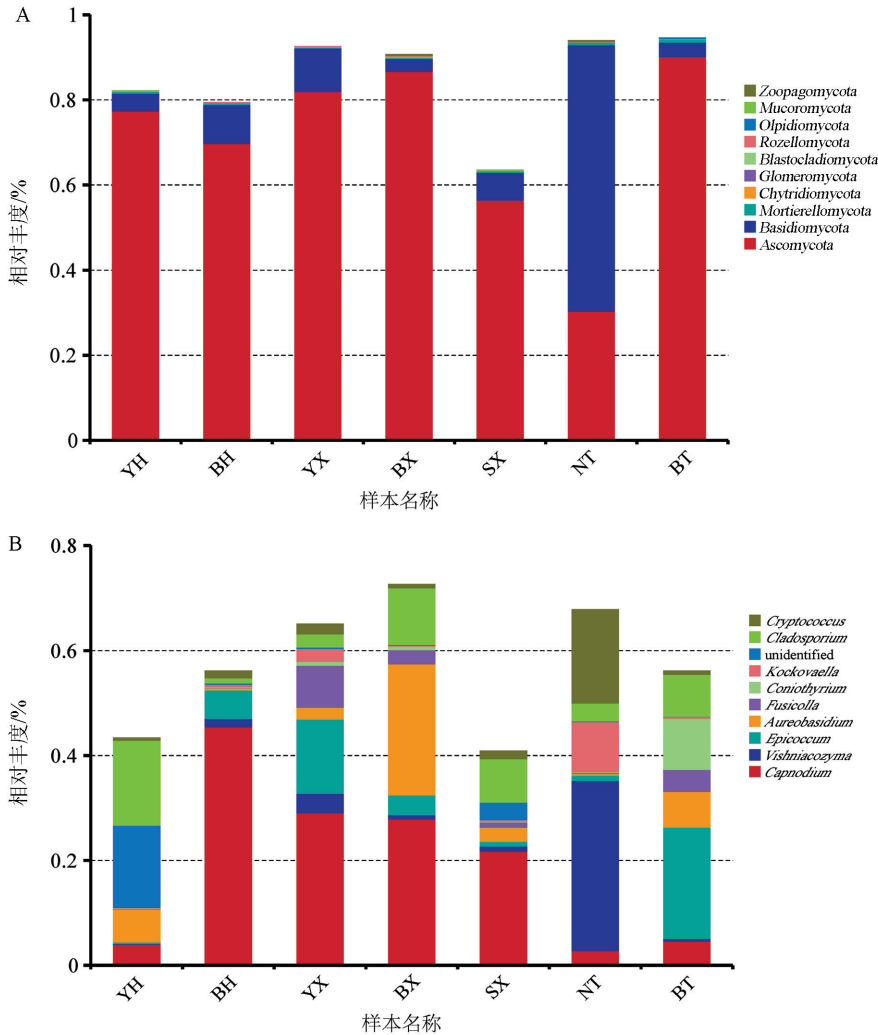 A
1
0.8
0.6
0.4
0.2
0
相对丰度/%
YH
BH
YX
BX
SX
NT
BT
样本名称
Zoopagomycota
Mucoromycota
Olpidiomycota
Rozellomycota
Blastocladiomycota
Glomeromycota
Chytridiomycota
Mortierellomycota
Basidiomycota
Ascomycota
B
0.8
0.6
0.4
0.2
0
相对丰度/%
YH
BH
YX
BX
SX
NT
BT
样本名称
Cryptococcus
Cladosporium
unidentified
Kockovaella
Coniothyrium
Fusicolla
Aureobasidium
Epicoccum
Vishniacozyma
Capnodium